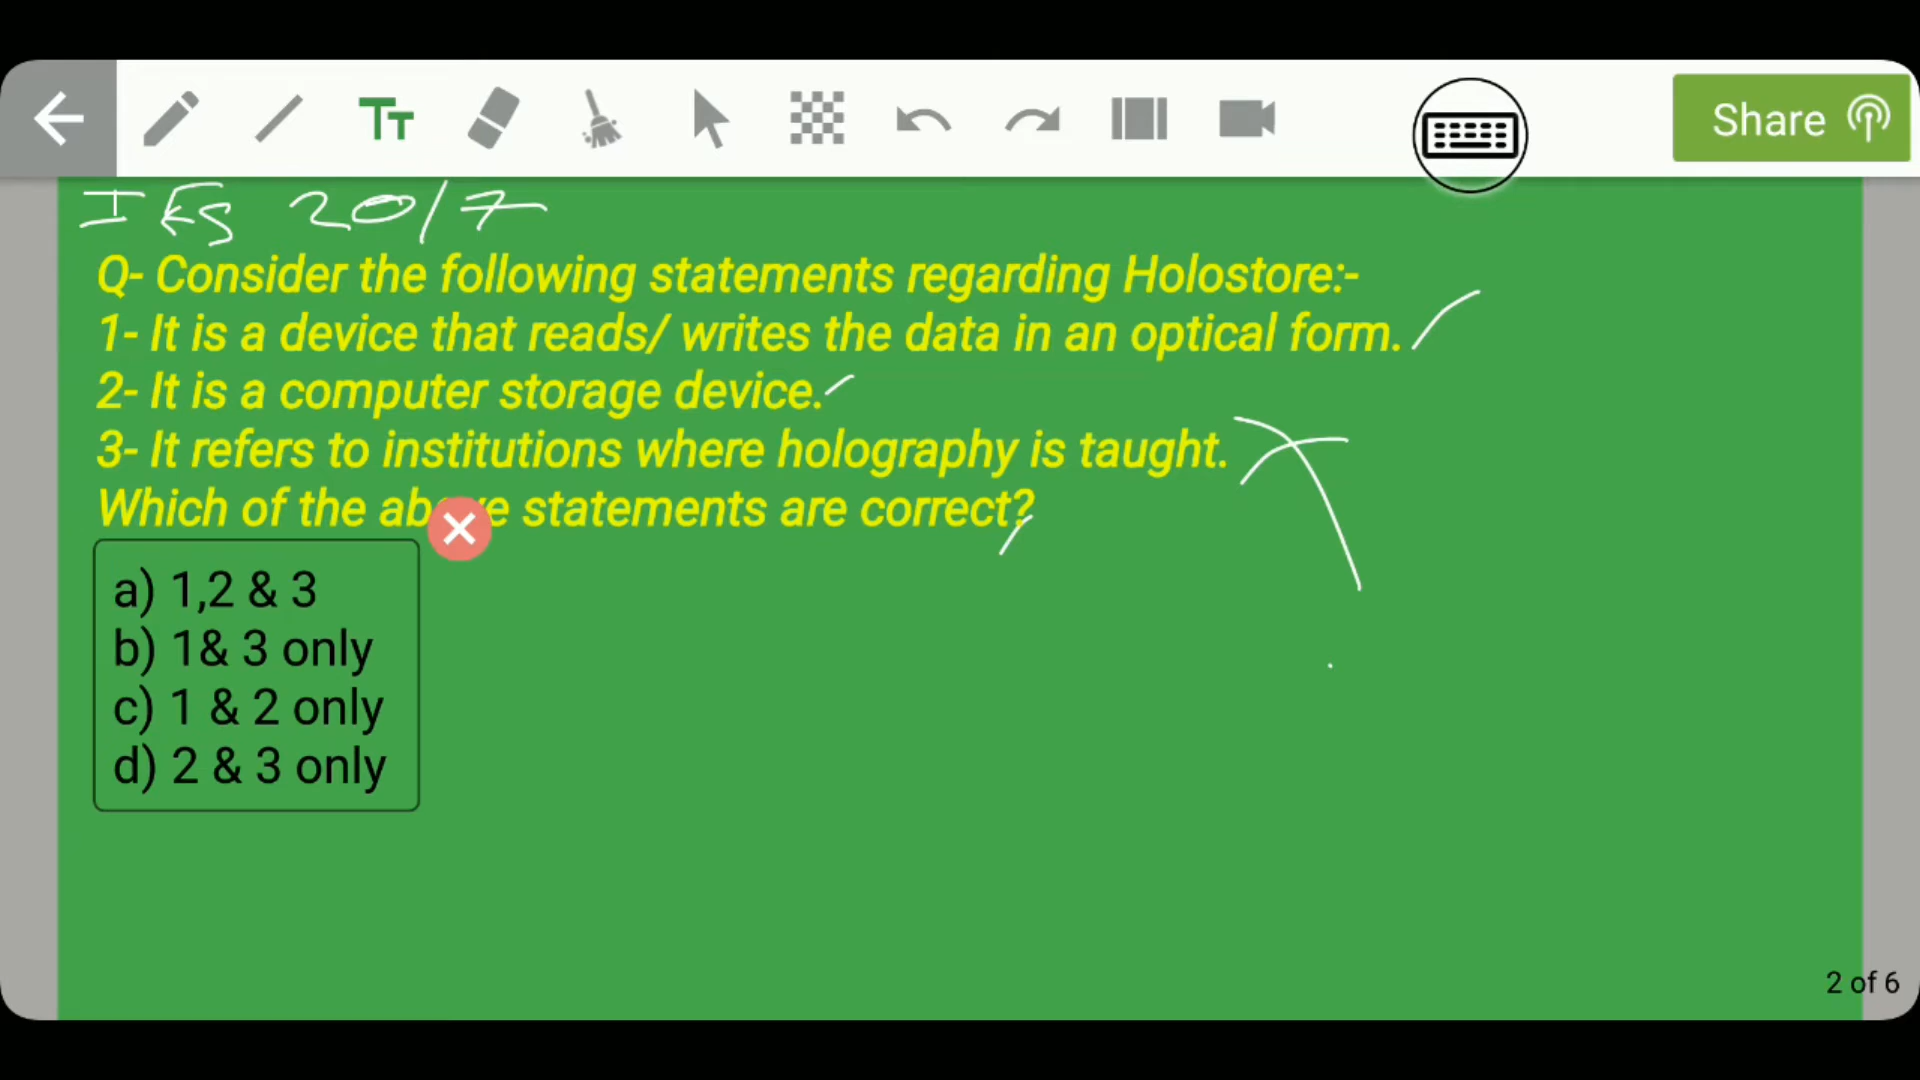 Share
IES 2017
Q- Consider the following statements regarding Holostore:-
1- It is a device that reads/ writes the data in an optical form.
2- It is a computer storage device.
3- It refers to institutions where holography is taught.
Which of the above statements are correct?
a) 1,2 & 3
b) 1& 3 only
c) 1 & 2 only
d) 2 & 3 only
2 of 6